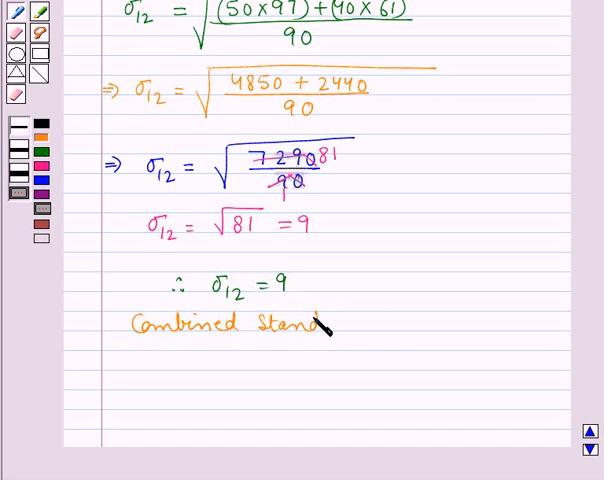 σ₁₂ = √((50×97)+(40×61) / 90)
⇒ σ₁₂ = √(4850 + 2440 / 90)
⇒ σ₁₂ = √(7290 81 / 90 1)
σ₁₂ = √81 = 9
∴ σ₁₂ = 9
Combined Stand